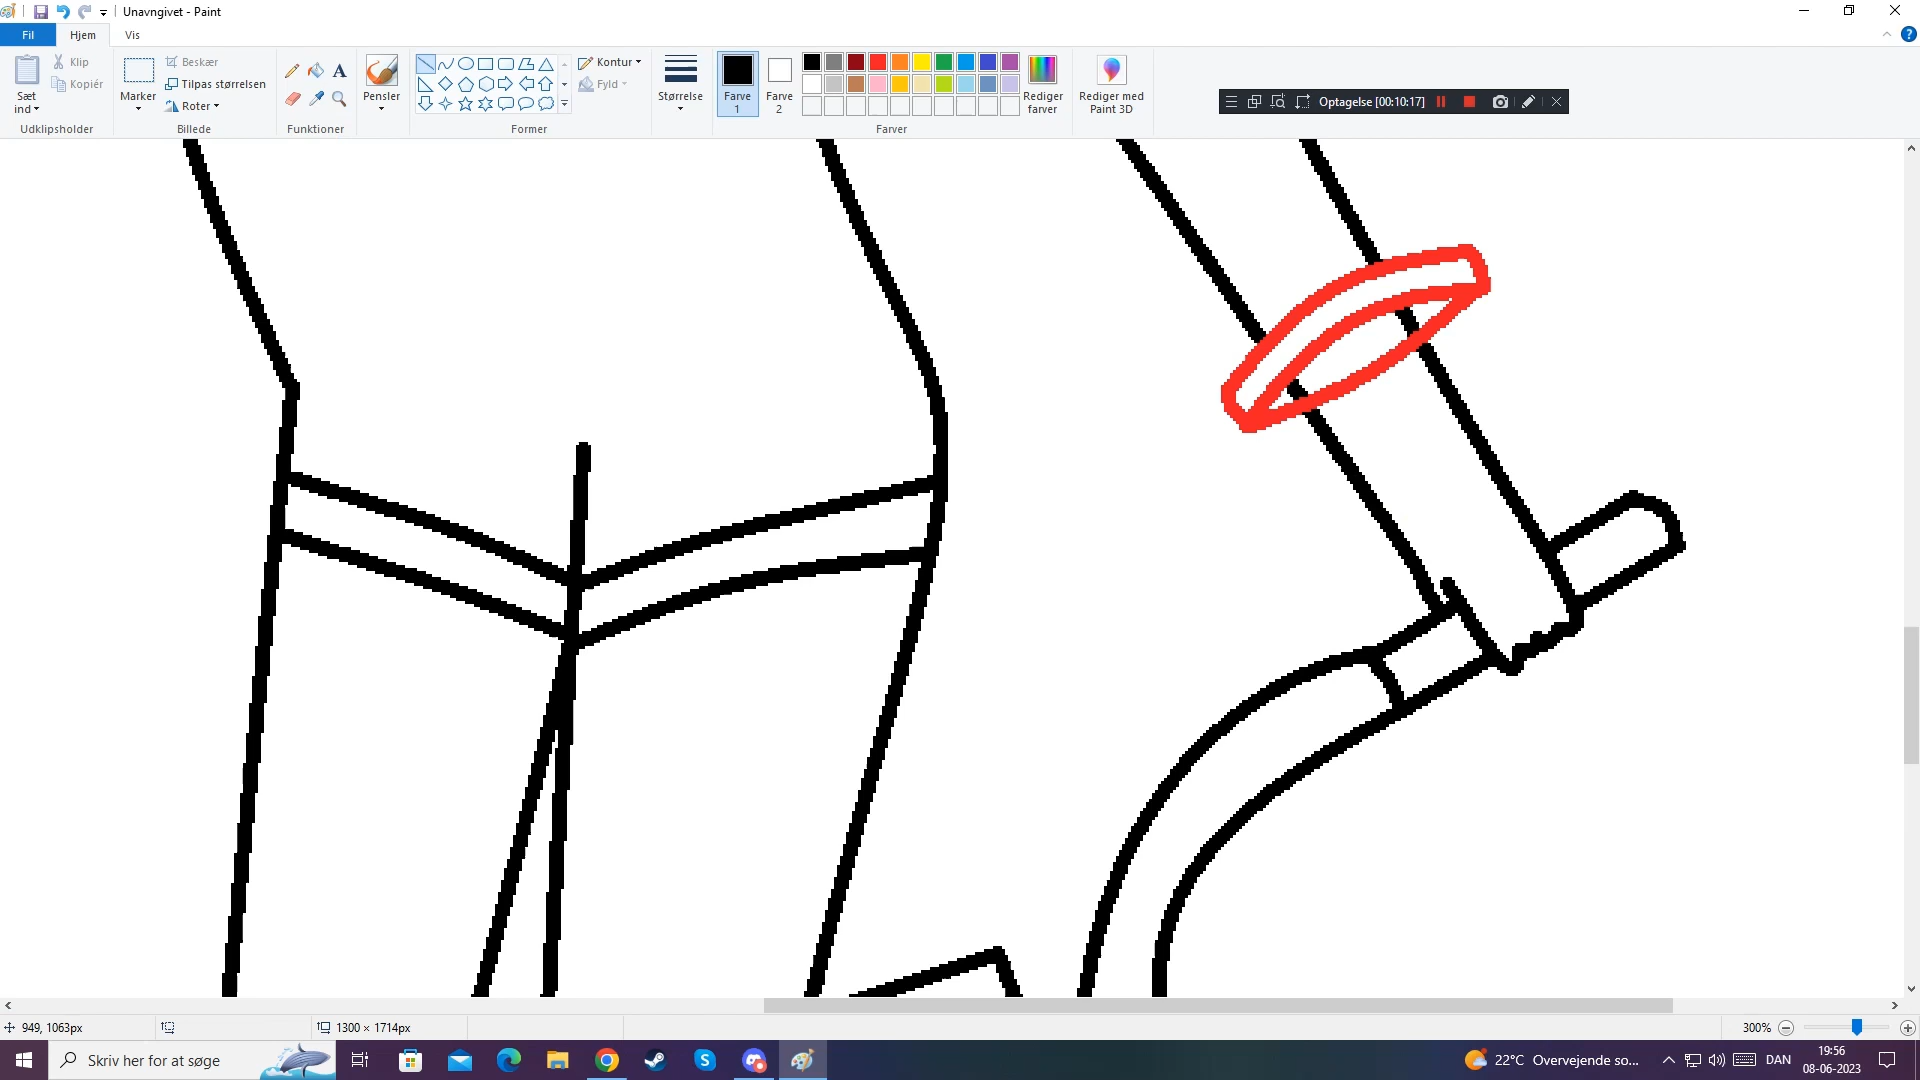 Unavngivet - Paint
Fil Hjem Vis
Sæt ind
Klip
Kopiér
Udklipsholder
Marker
Beskær
Tilpas størrelsen
Roter
Billede
A
Funktioner
Pensler
Former
Kontur
Fyld
Størrelse
Farve 1
Farve 2
Farver
Rediger farver
Rediger med Paint 3D
Optagelse [00:10:17]
949, 1063px
1300 × 1714px
300%
Skriv her for at søge
22°C Overvejende so...
DAN
19:56
08-06-2023